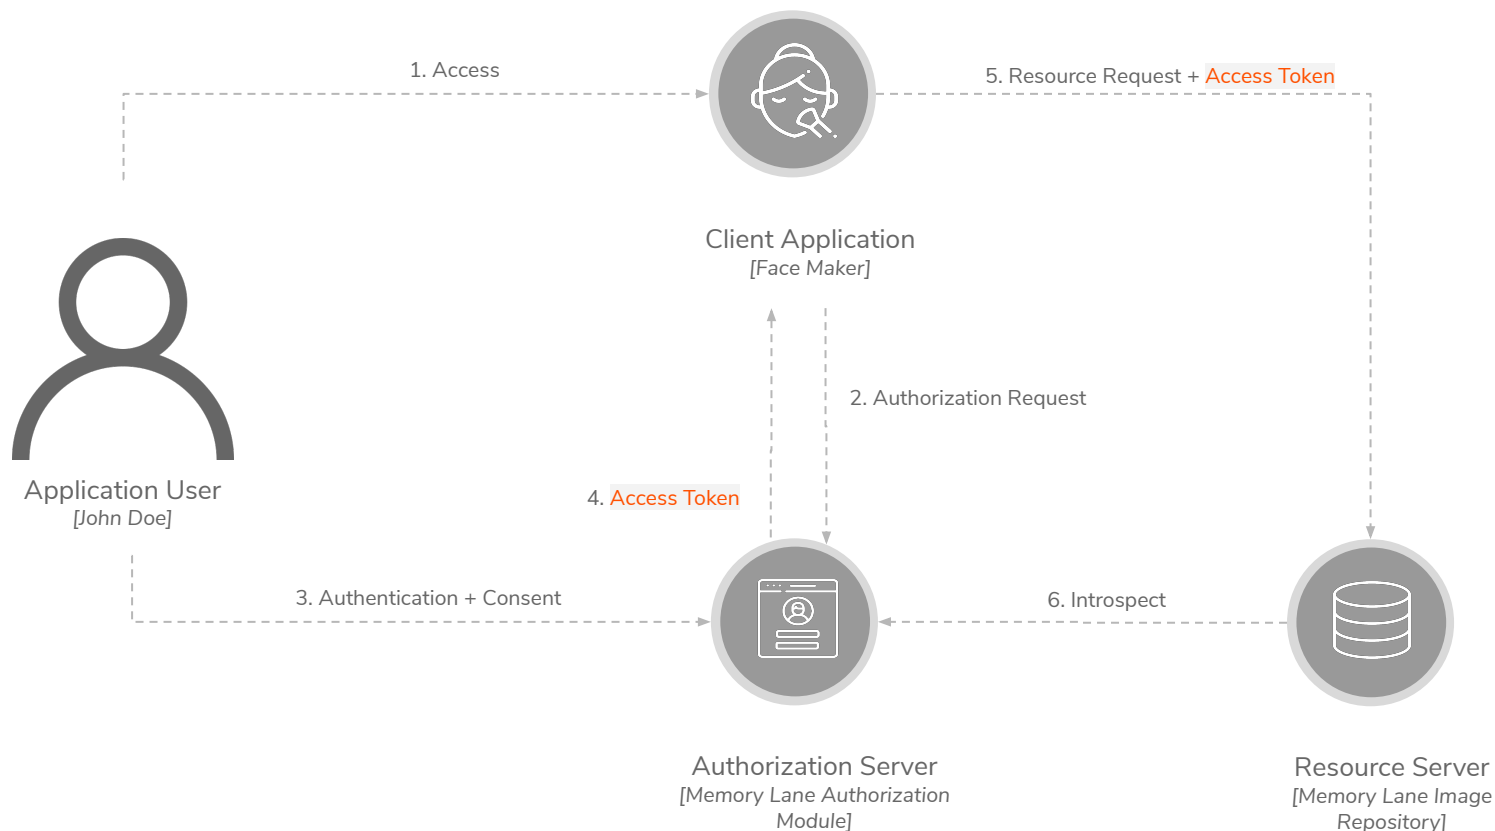 1. Access
5. Resource Request + Access Token
Client Application
[Face Maker]
2. Authorization Request
Application User
[John Doe]
4. Access Token
3. Authentication + Consent
6. Introspect
Authorization Server
[Memory Lane Authorization
Module]
Resource Server
[Memory Lane Image
Repository]